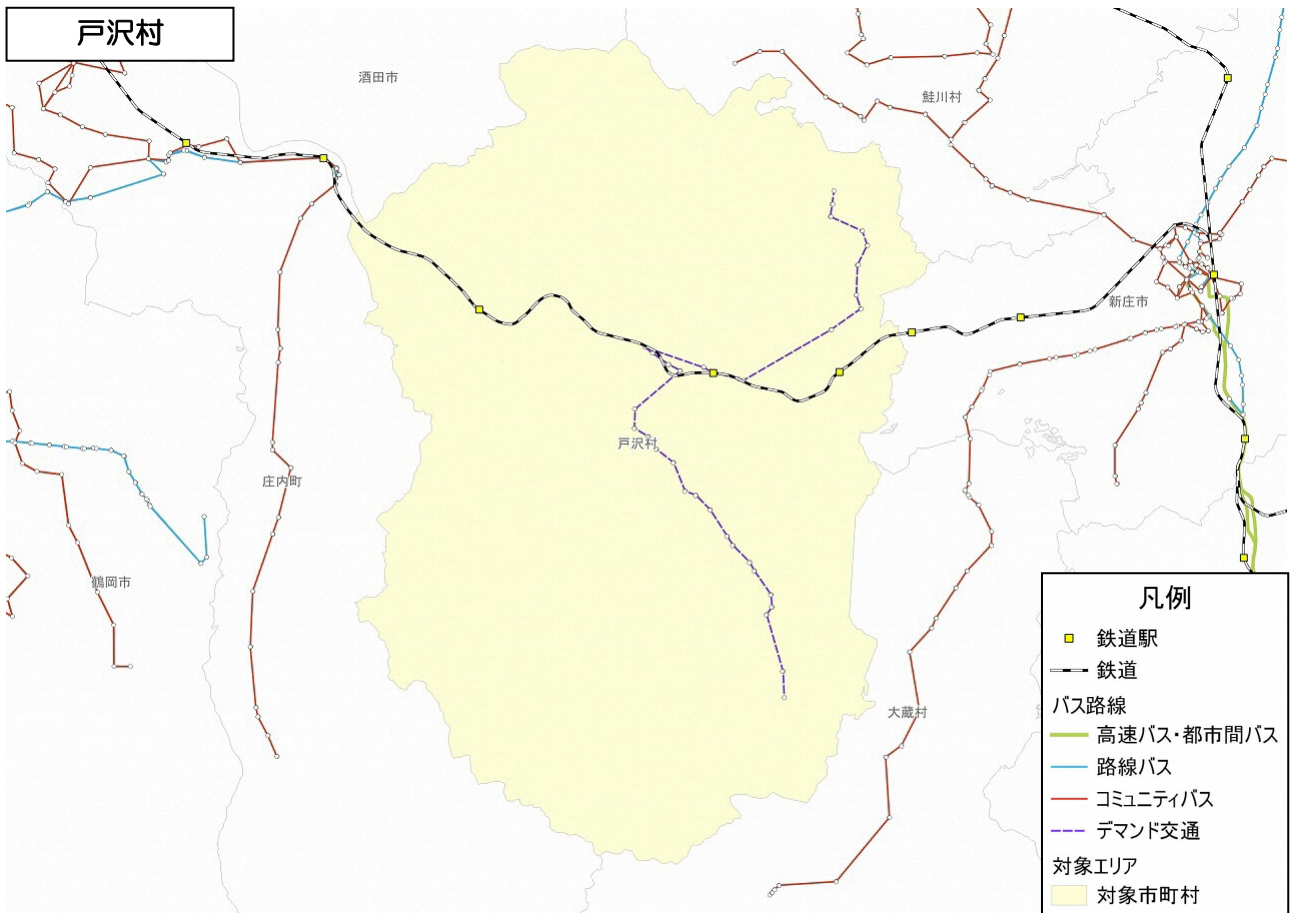 戸沢村
酒田市
鮭川村
新庄市
戸沢村
庄内町
鶴岡市
大蔵村
凡例
鉄道駅
鉄道
バス路線
高速バス・都市間バス
路線バス
コミュニティバス
デマンド交通
対象エリア
対象市町村